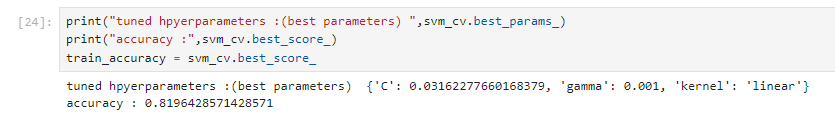 [24]: print("tuned hpyerparameters :(best parameters) ",svm_cv.best_params_)
print("accuracy :",svm_cv.best_score_)
train_accuracy = svm_cv.best_score_
tuned hpyerparameters :(best parameters)  {'C': 0.03162277660168379, 'gamma': 0.001, 'kernel': 'linear'}
accuracy : 0.8196428571428571